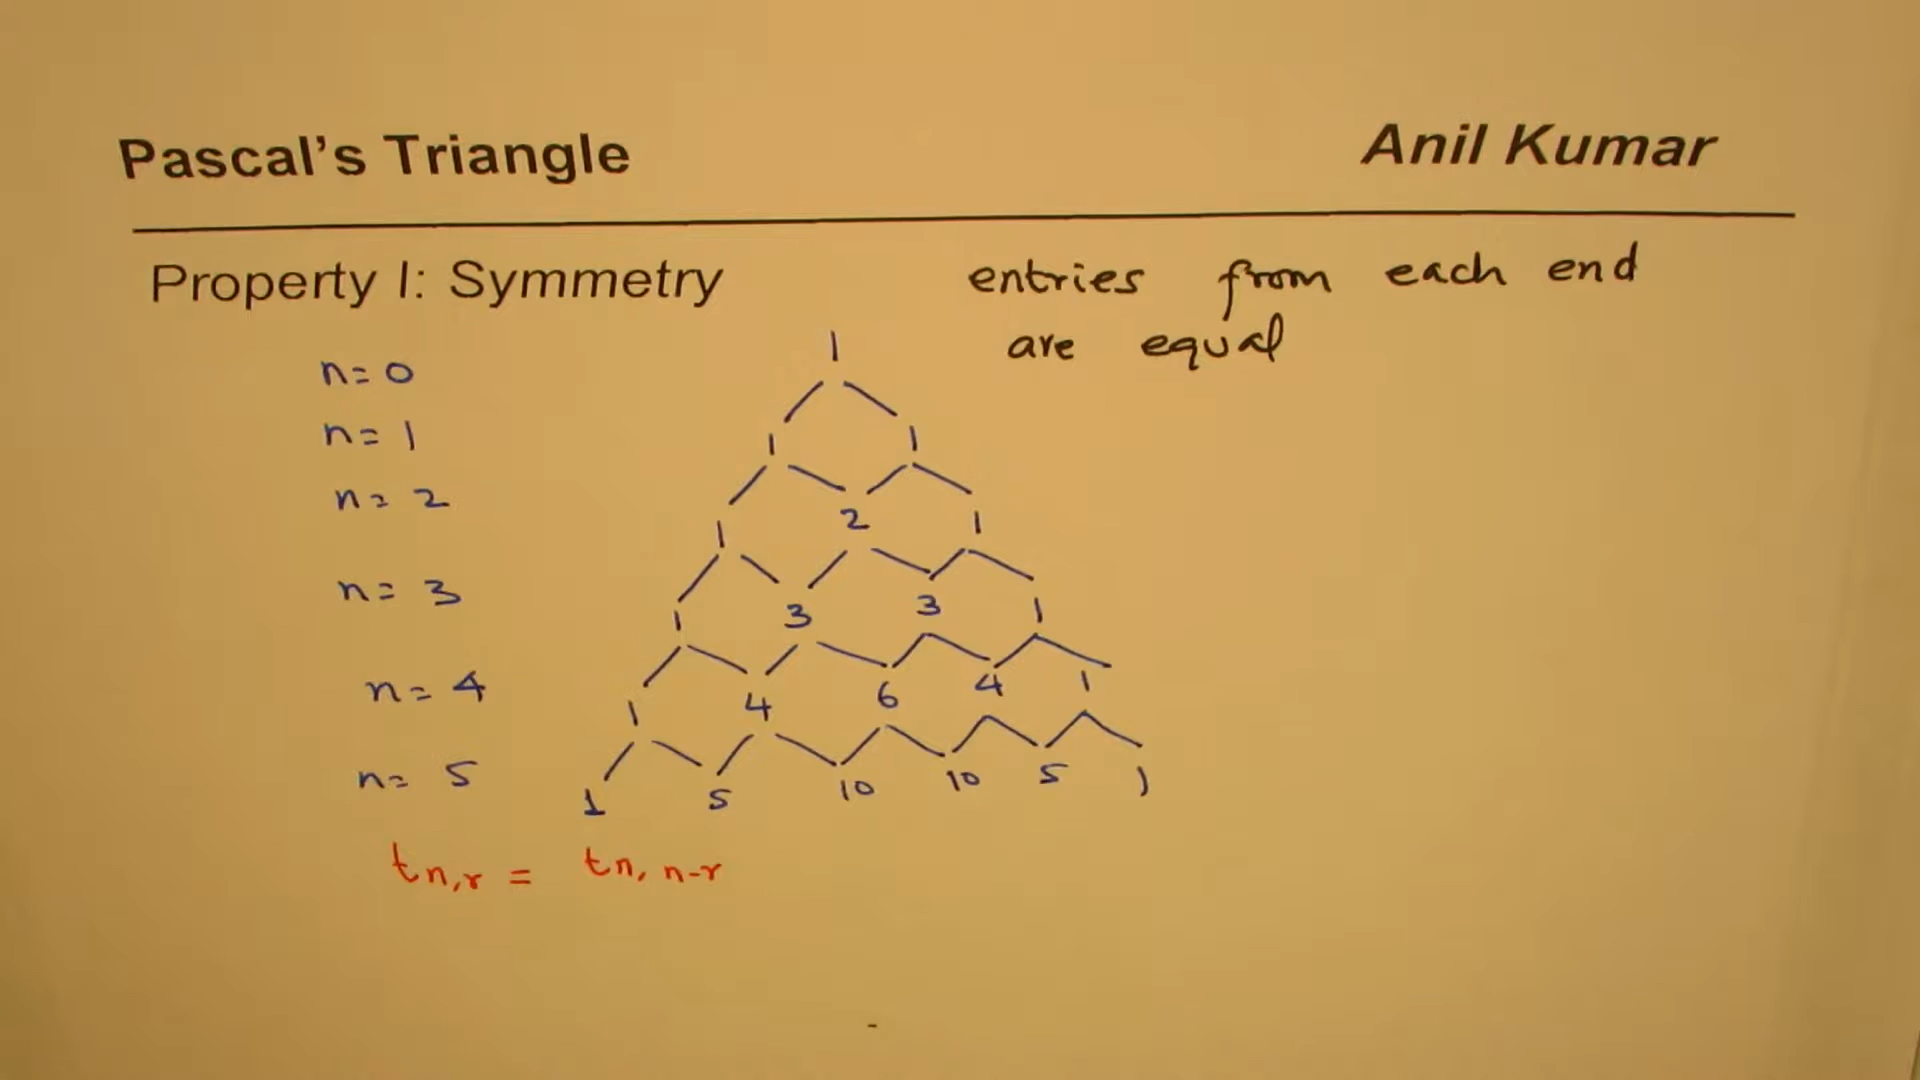 Pascal's Triangle
Anil Kumar
Property I: Symmetry
entries from each end
are equal
n=0
1
n=1
1 1
n=2
1 2 1
n=3
1 3 3 1
n=4
1 4 6 4 1
n=5
1 5 10 10 5 1
tn,r = tn, n-r